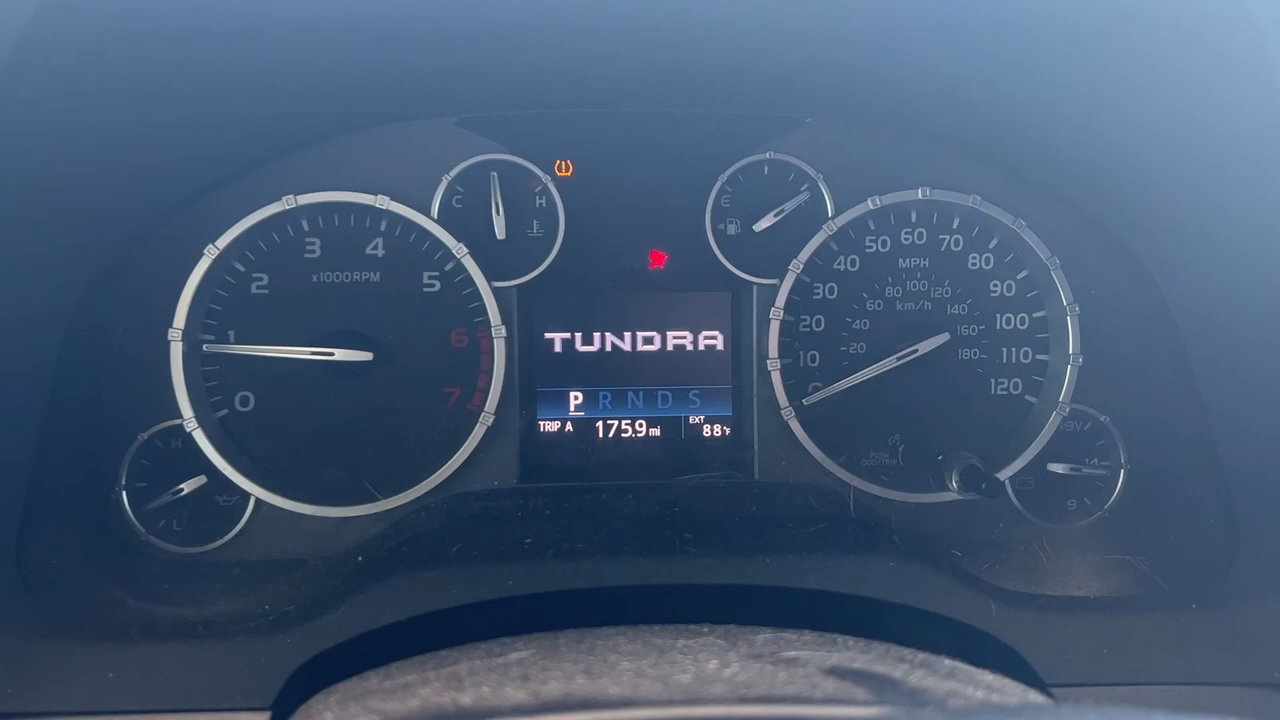 0
1
2
3
4
5
6
7
x1000RPM
C
H
H
L
E
TUNDRA
P R N D S
TRIP A 175.9 mi
EXT
88°F
0
10
20
30
40
50
60
70
80
90
100
110
120
MPH
20
40
60
80
100
120
140
160
180
km/h
PUSH
ODO/TRIP
19V
14
9